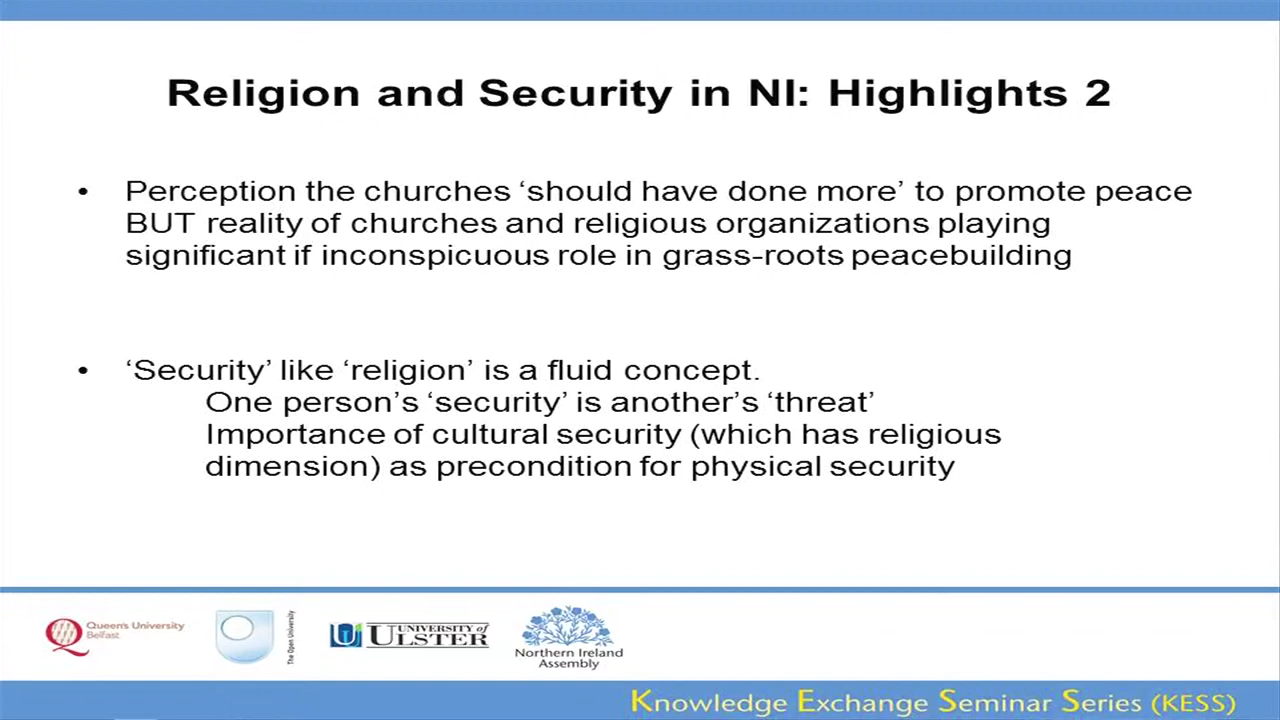 Religion and Security in NI: Highlights 2
• Perception the churches ‘should have done more’ to promote peace
BUT reality of churches and religious organizations playing
significant if inconspicuous role in grass-roots peacebuilding
• ‘Security’ like ‘religion’ is a fluid concept.
One person’s ‘security’ is another’s ‘threat’
Importance of cultural security (which has religious
dimension) as precondition for physical security
Queen's University
Belfast
The Open University
UNIVERSITY of
ULSTER
Northern Ireland
Assembly
Knowledge Exchange Seminar Series (KESS)